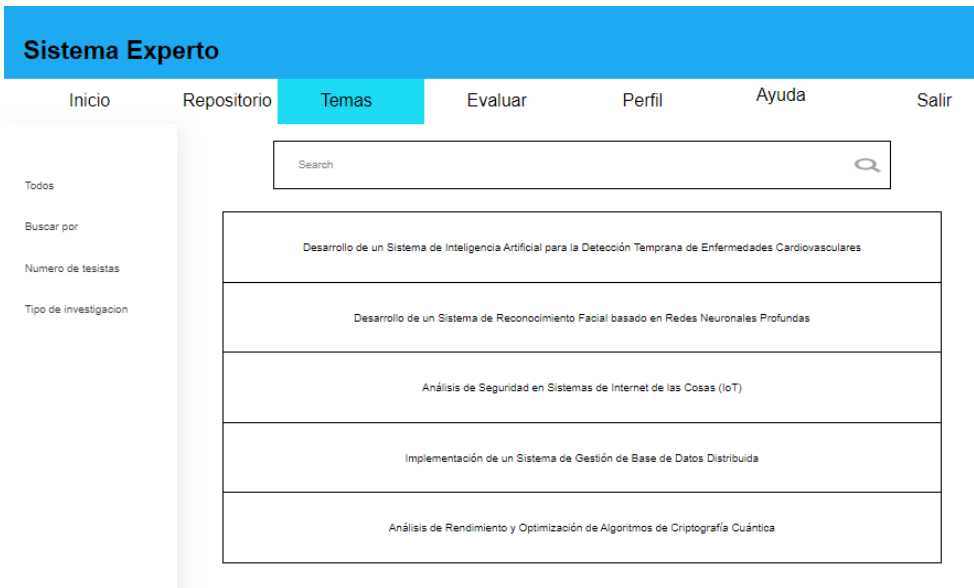 Sistema Experto
Inicio Repositorio Temas Evaluar Perfil Ayuda Salir
Search
Todos
Buscar por
Numero de tesistas
Tipo de investigacion
Desarrollo de un Sistema de Inteligencia Artificial para la Detección Temprana de Enfermedades Cardiovasculares
Desarrollo de un Sistema de Reconocimiento Facial basado en Redes Neuronales Profundas
Análisis de Seguridad en Sistemas de Internet de las Cosas (IoT)
Implementación de un Sistema de Gestión de Base de Datos Distribuida
Análisis de Rendimiento y Optimización de Algoritmos de Criptografía Cuántica